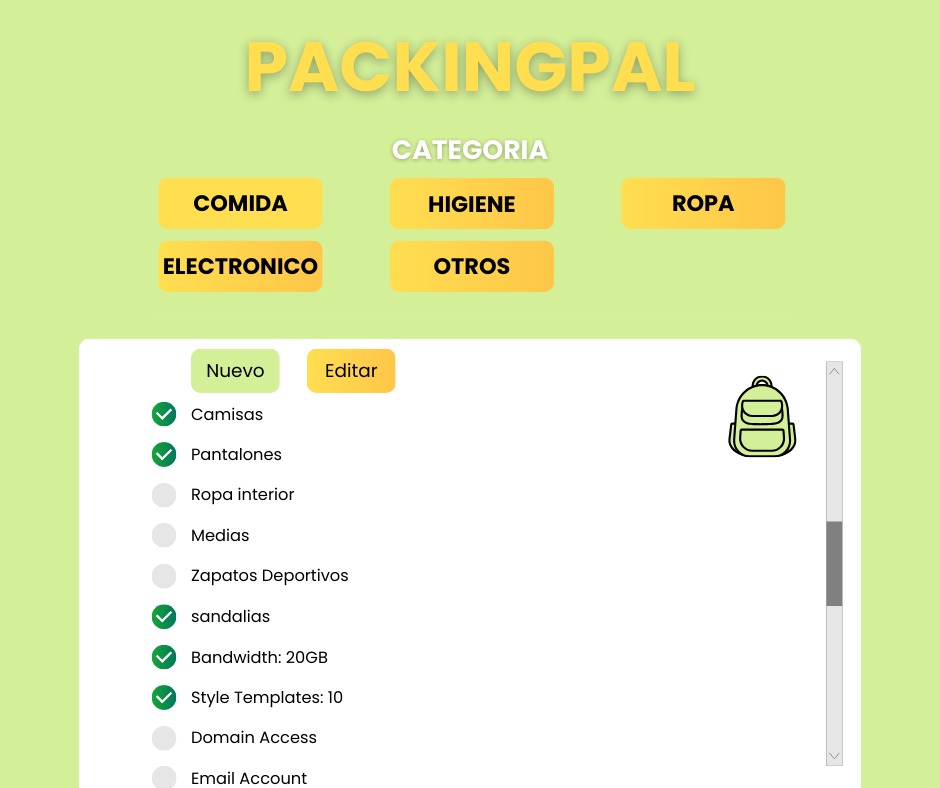 PACKINGPAL
CATEGORIA
COMIDA
HIGIENE
ROPA
ELECTRONICO
OTROS
Nuevo
Editar
Camisas
Pantalones
Ropa interior
Medias
Zapatos Deportivos
sandalias
Bandwidth: 20GB
Style Templates: 10
Domain Access
Email Account